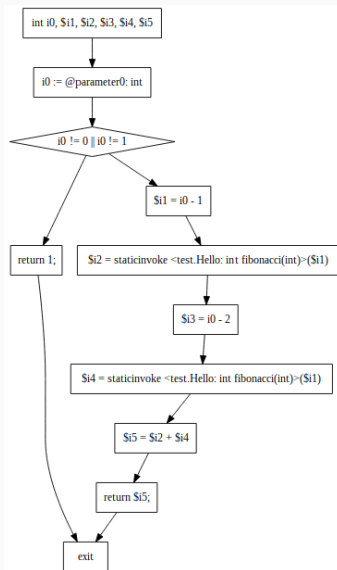 int i0, $i1, $i2, $i3, $i4, $i5
i0 := @parameter0: int
i0 != 0 || i0 != 1
$i1 = i0 - 1
return 1;
$i2 = staticinvoke <test.Hello: int fibonacci(int)>($i1)
$i3 = i0 - 2
$i4 = staticinvoke <test.Hello: int fibonacci(int)>($i1)
$i5 = $i2 + $i4
return $i5;
exit